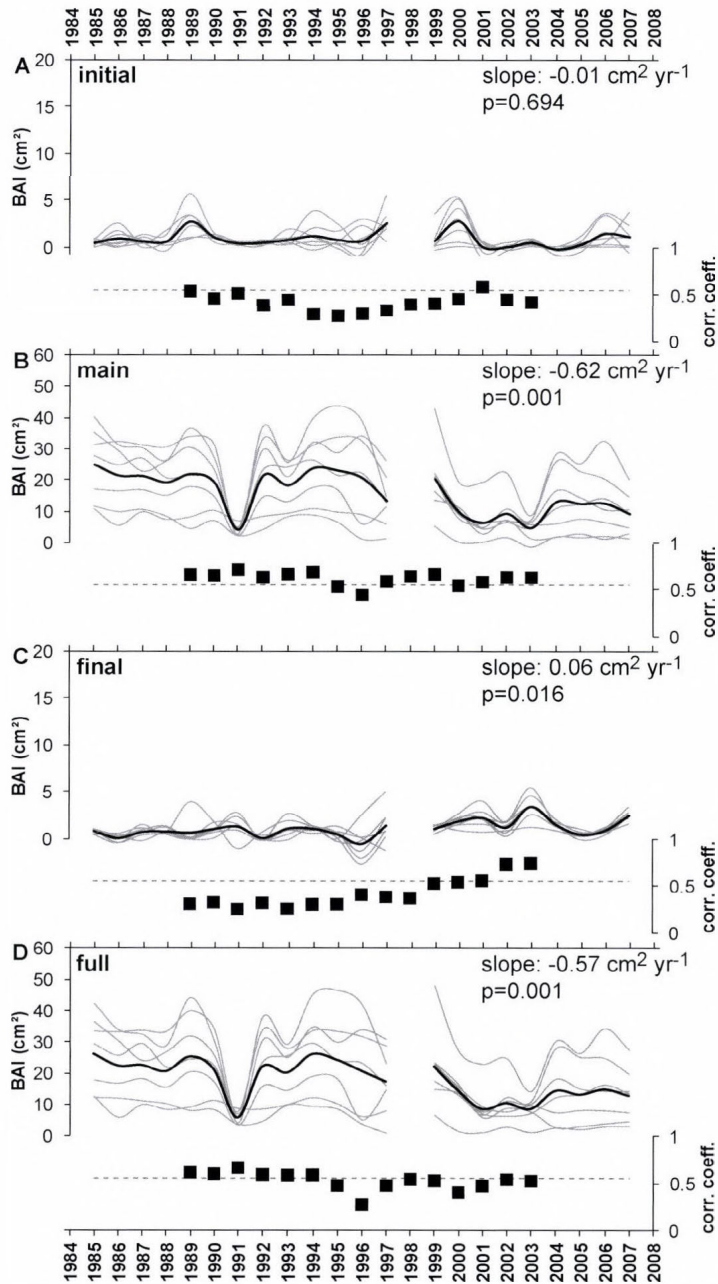 1984 1985 1986 1987 1988 1989 1990 1991 1992 1993 1994 1995 1996 1997 1998 1999 2000 2001 2002 2003 2004 2005 2006 2007 2008
A initial
slope: -0.01 cm² yr⁻¹
p=0.694
BAI (cm²)
20
15
10
5
0
1
0.5
0
corr. coeff.
B main
slope: -0.62 cm² yr⁻¹
p=0.001
BAI (cm²)
60
50
40
30
20
10
0
1
0.5
0
corr. coeff.
C final
slope: 0.06 cm² yr⁻¹
p=0.016
BAI (cm²)
20
15
10
5
0
1
0.5
0
corr. coeff.
D full
slope: -0.57 cm² yr⁻¹
p=0.001
BAI (cm²)
60
50
40
30
20
10
0
1
0.5
0
corr. coeff.
1984 1985 1986 1987 1988 1989 1990 1991 1992 1993 1994 1995 1996 1997 1998 1999 2000 2001 2002 2003 2004 2005 2006 2007 2008